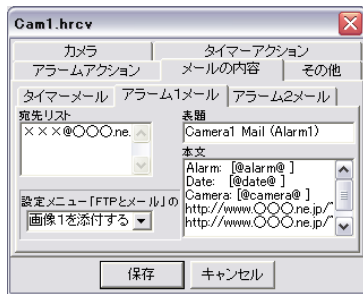 Cam1.hrcv
カメラ タイマーアクション
アラームアクション メールの内容 その他
タイマーメール アラーム1メール アラーム2メール
宛先リスト
×××@〇〇〇.ne.
表題
Camera1 Mail (Alarm1)
本文
Alarm: [@alarm@ ]
Date: [@date@ ]
Camera: [@camera@ ]
http://www.〇〇〇.ne.jp/~
http://www.〇〇〇.ne.jp/~
設定メニュー「FTPとメール」の
画像1を添付する
保存 キャンセル